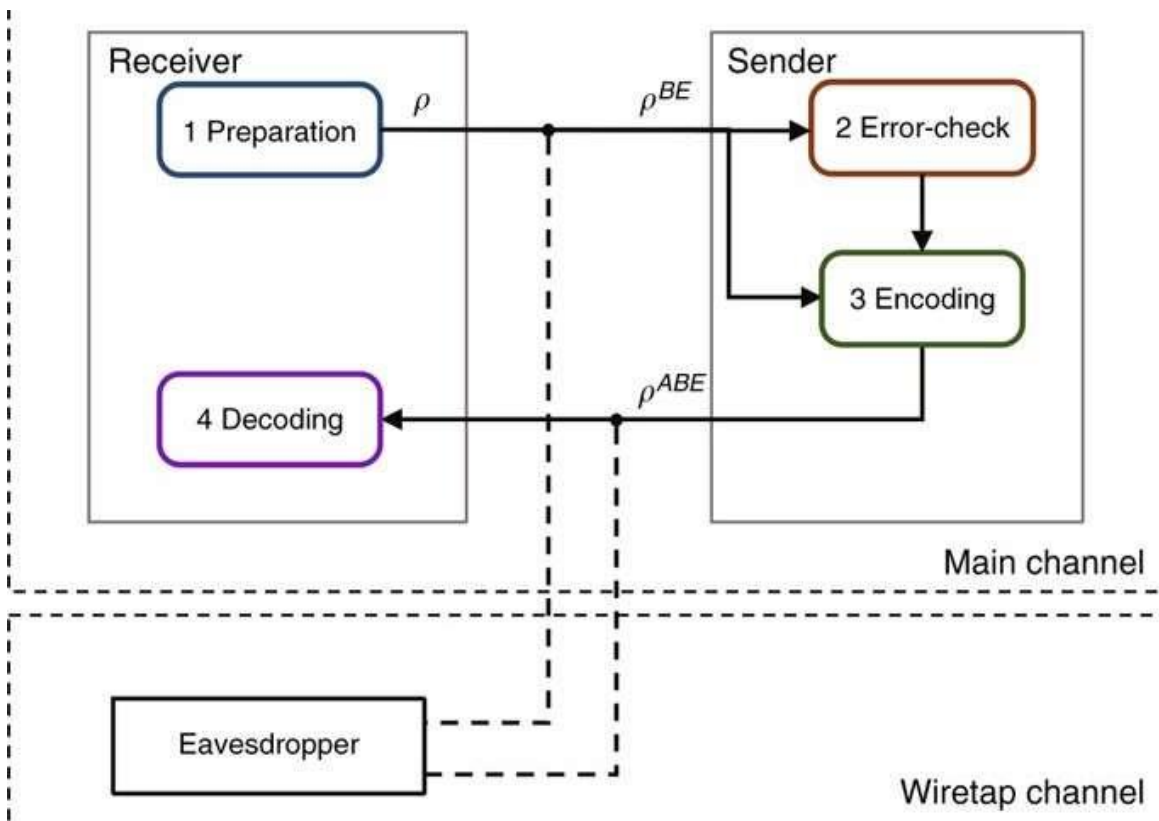 Receiver
Sender
1 Preparation
ρ
ρ^BE
2 Error-check
3 Encoding
4 Decoding
ρ^ABE
Main channel
Eavesdropper
Wiretap channel